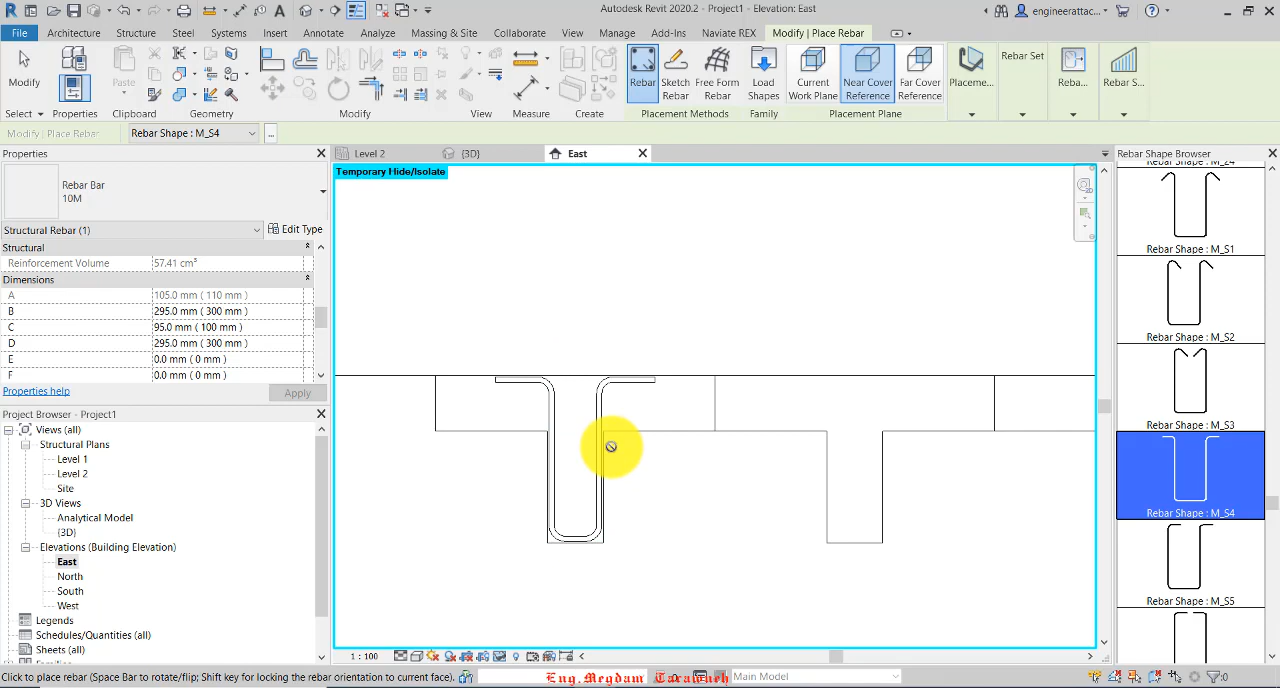 Autodesk Revit 2020.2 - Project1 - Elevation: East
engineerattac...
File
Architecture
Structure
Steel
Systems
Insert
Annotate
Analyze
Massing & Site
Collaborate
View
Manage
Add-Ins
Naviate REX
Modify | Place Rebar
Modify
Paste
Rebar
Sketch Rebar
Free Form Rebar
Load Shapes
Current Work Plane
Near Cover Reference
Far Cover Reference
Placeme...
Rebar Set
Reba...
Rebar S...
Select
Properties
Clipboard
Geometry
Modify
View
Measure
Create
Placement Methods
Family
Placement Plane
Modify | Place Rebar
Rebar Shape : M_S4
...
Properties
Rebar Bar
10M
Structural Rebar (1)
Edit Type
Structural
Reinforcement Volume 57.41 cm³
Dimensions
A 105.0 mm ( 110 mm )
B 295.0 mm ( 300 mm )
C 95.0 mm ( 100 mm )
D 295.0 mm ( 300 mm )
E 0.0 mm ( 0 mm )
F 0.0 mm ( 0 mm )
Properties help
Apply
Project Browser - Project1
Views (all)
Structural Plans
Level 1
Level 2
Site
3D Views
Analytical Model
{3D}
Elevations (Building Elevation)
East
North
South
West
Legends
Schedules/Quantities (all)
Sheets (all)
Level 2
{3D}
East
Temporary Hide/Isolate
Rebar Shape Browser
Rebar Shape : M_S1
Rebar Shape : M_S2
Rebar Shape : M_S3
Rebar Shape : M_S4
Rebar Shape : M_S5
1 : 100
Click to place rebar (Space Bar to rotate/flip; Shift key for locking the rebar orientation to host face).
Eng.Megdam Tarawneh
Main Model
:0